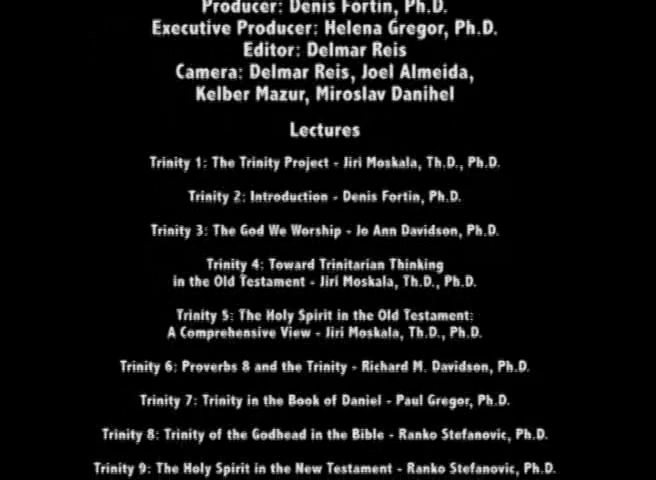 Producer: Denis Fortin, Ph.D.
Executive Producer: Helena Gregor, Ph.D.
Editor: Delmar Reis
Camera: Delmar Reis, Joel Almeida,
Kelber Mazur, Miroslav Danihel
Lectures
Trinity 1: The Trinity Project - Jiri Moskala, Th.D., Ph.D.
Trinity 2: Introduction - Denis Fortin, Ph.D.
Trinity 3: The God We Worship - Jo Ann Davidson, Ph.D.
Trinity 4: Toward Trinitarian Thinking
in the Old Testament - Jiri Moskala, Th.D., Ph.D.
Trinity 5: The Holy Spirit in the Old Testament:
A Comprehensive View - Jiri Moskala, Th.D., Ph.D.
Trinity 6: Proverbs 8 and the Trinity - Richard M. Davidson, Ph.D.
Trinity 7: Trinity in the Book of Daniel - Paul Gregor, Ph.D.
Trinity 8: Trinity of the Godhead in the Bible - Ranko Stefanovic, Ph.D.
Trinity 9: The Holy Spirit in the New Testament - Ranko Stefanovic, Ph.D.